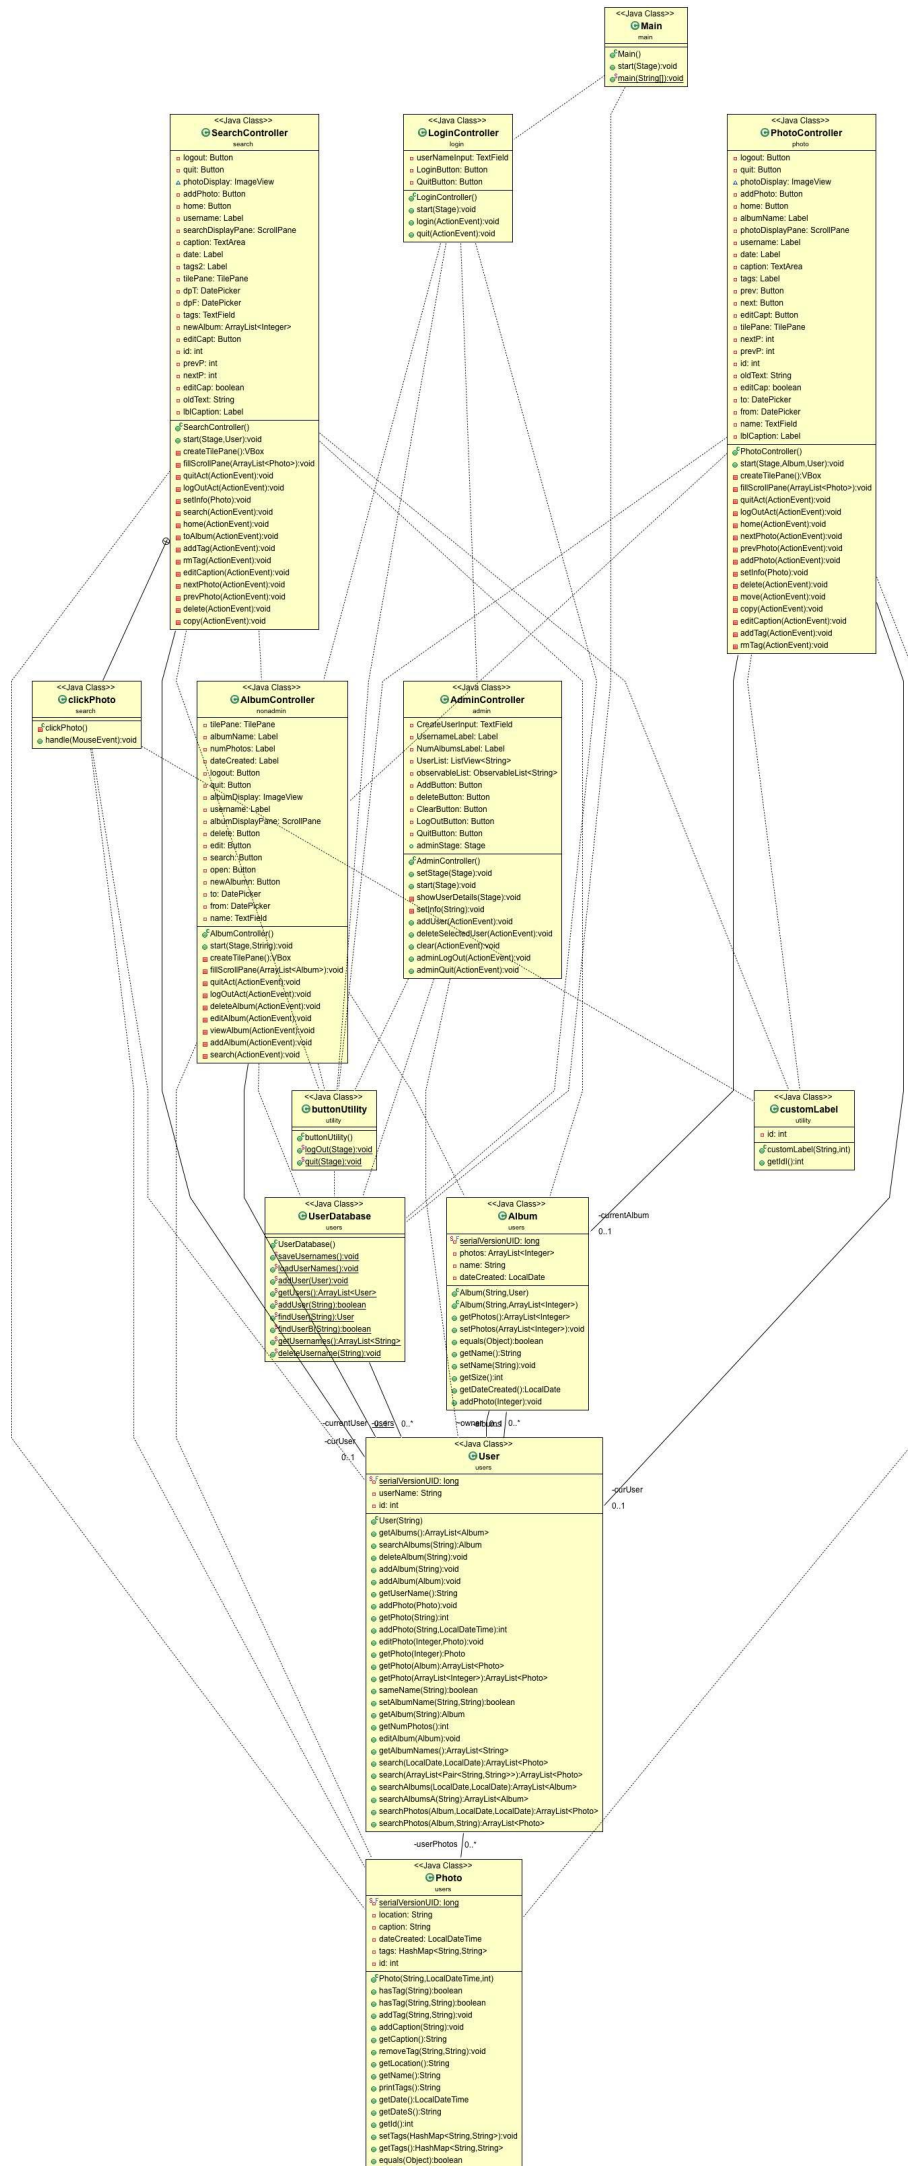 <<Java Class>>
Main
main
Main()
start(Stage):void
main(String[]):void
<<Java Class>>
SearchController
search
logout: Button
quit: Button
photoDisplay: ImageView
addPhoto: Button
home: Button
username: Label
searchDisplayPane: ScrollPane
caption: TextArea
date: Label
tags2: Label
tilePane: TilePane
dpT: DatePicker
dpF: DatePicker
tags: TextField
newAlbum: ArrayList<Integer>
editCapt: Button
id: int
prevP: int
nextP: int
editCap: boolean
oldText: String
lblCaption: Label
SearchController()
start(Stage,User):void
createTilePane():VBox
fillScrollPane(ArrayList<Photo>):void
quitAct(ActionEvent):void
logOutAct(ActionEvent):void
setInfo(Photo):void
search(ActionEvent):void
home(ActionEvent):void
toAlbum(ActionEvent):void
addTag(ActionEvent):void
rmTag(ActionEvent):void
editCaption(ActionEvent):void
nextPhoto(ActionEvent):void
prevPhoto(ActionEvent):void
delete(ActionEvent):void
copy(ActionEvent):void
<<Java Class>>
LoginController
login
userNameInput: TextField
LoginButton: Button
QuitButton: Button
LoginController()
start(Stage):void
login(ActionEvent):void
quit(ActionEvent):void
<<Java Class>>
PhotoController
photo
logout: Button
quit: Button
photoDisplay: ImageView
addPhoto: Button
home: Button
albumName: Label
photoDisplayPane: ScrollPane
username: Label
date: Label
caption: TextArea
tags: Label
prev: Button
next: Button
editCapt: Button
tilePane: TilePane
nextP: int
prevP: int
id: int
oldText: String
editCap: boolean
to: DatePicker
from: DatePicker
name: TextField
lblCaption: Label
PhotoController()
start(Stage,Album,User):void
createTilePane():VBox
fillScrollPane(ArrayList<Photo>):void
quitAct(ActionEvent):void
logOutAct(ActionEvent):void
home(ActionEvent):void
nextPhoto(ActionEvent):void
prevPhoto(ActionEvent):void
addPhoto(ActionEvent):void
setInfo(Photo):void
delete(ActionEvent):void
move(ActionEvent):void
copy(ActionEvent):void
editCaption(ActionEvent):void
addTag(ActionEvent):void
rmTag(ActionEvent):void
<<Java Class>>
clickPhoto
search
clickPhoto()
handle(MouseEvent):void
<<Java Class>>
AlbumController
nonadmin
tilePane: TilePane
albumName: Label
numPhotos: Label
dateCreated: Label
logout: Button
quit: Button
albumDisplay: ImageView
username: Label
albumDisplayPane: ScrollPane
delete: Button
edit: Button
search: Button
open: Button
newAlbumn: Button
to: DatePicker
from: DatePicker
name: TextField
AlbumController()
start(Stage,String):void
createTilePane():VBox
fillScrollPane(ArrayList<Album>):void
quitAct(ActionEvent):void
logOutAct(ActionEvent):void
deleteAlbum(ActionEvent):void
editAlbum(ActionEvent):void
viewAlbum(ActionEvent):void
addAlbum(ActionEvent):void
search(ActionEvent):void
<<Java Class>>
AdminController
admin
CreateUserInput: TextField
UsernameLabel: Label
NumAlbumsLabel: Label
UserList: ListView<String>
observableList: ObservableList<String>
AddButton: Button
deleteButton: Button
ClearButton: Button
LogOutButton: Button
QuitButton: Button
adminStage: Stage
AdminController()
setStage(Stage):void
start(Stage):void
showUserDetails(Stage):void
setInfo(String):void
addUser(ActionEvent):void
deleteSelectedUser(ActionEvent):void
clear(ActionEvent):void
adminLogOut(ActionEvent):void
adminQuit(ActionEvent):void
<<Java Class>>
buttonUtility
utility
buttonUtility()
logOut(Stage):void
quit(Stage):void
<<Java Class>>
customLabel
utility
id: int
customLabel(String,int)
getIdI():int
<<Java Class>>
UserDatabase
users
UserDatabase()
saveUsernames():void
loadUserNames():void
addUser(User):void
getUsers():ArrayList<User>
addUser(String):boolean
findUser(String):User
findUserB(String):boolean
getUsernames():ArrayList<String>
deleteUsername(String):void
<<Java Class>>
Album
users
serialVersionUID: long
photos: ArrayList<Integer>
name: String
dateCreated: LocalDate
Album(String,User)
Album(String,ArrayList<Integer>)
getPhotos():ArrayList<Integer>
setPhotos(ArrayList<Integer>):void
equals(Object):boolean
getName():String
setName(String):void
getSize():int
getDateCreated():LocalDate
addPhoto(Integer):void
-currentAlbum
0..1
-currentUser
-users
0..*
~owner
0..*
-curUser
0..1
<<Java Class>>
User
users
serialVersionUID: long
userName: String
id: int
User(String)
getAlbums():ArrayList<Album>
searchAlbums(String):Album
deleteAlbum(String):void
addAlbum(String):void
addAlbum(Album):void
getUserName():String
addPhoto(Photo):void
getPhoto(String):int
addPhoto(String,LocalDateTime):int
editPhoto(Integer,Photo):void
getPhoto(Integer):Photo
getPhoto(Album):ArrayList<Photo>
getPhoto(ArrayList<Integer>):ArrayList<Photo>
sameName(String):boolean
setAlbumName(String,String):boolean
getAlbum(String):Album
getNumPhotos():int
editAlbum(Album):void
getAlbumNames():ArrayList<String>
search(LocalDate,LocalDate):ArrayList<Photo>
search(ArrayList<Pair<String,String>>):ArrayList<Photo>
searchAlbums(LocalDate,LocalDate):ArrayList<Album>
searchAlbumsA(String):ArrayList<Album>
searchPhotos(Album,LocalDate,LocalDate):ArrayList<Photo>
searchPhotos(Album,String):ArrayList<Photo>
-curUser
0..1
-userPhotos
0..*
<<Java Class>>
Photo
users
serialVersionUID: long
location: String
caption: String
dateCreated: LocalDateTime
tags: HashMap<String,String>
id: int
Photo(String,LocalDateTime,int)
hasTag(String):boolean
hasTag(String,String):boolean
addTag(String,String):void
addCaption(String):void
getCaption():String
removeTag(String,String):void
getLocation():String
getName():String
printTags():String
getDate():LocalDateTime
getDateS():String
getId():int
setTags(HashMap<String,String>):void
getTags():HashMap<String,String>
equals(Object):boolean